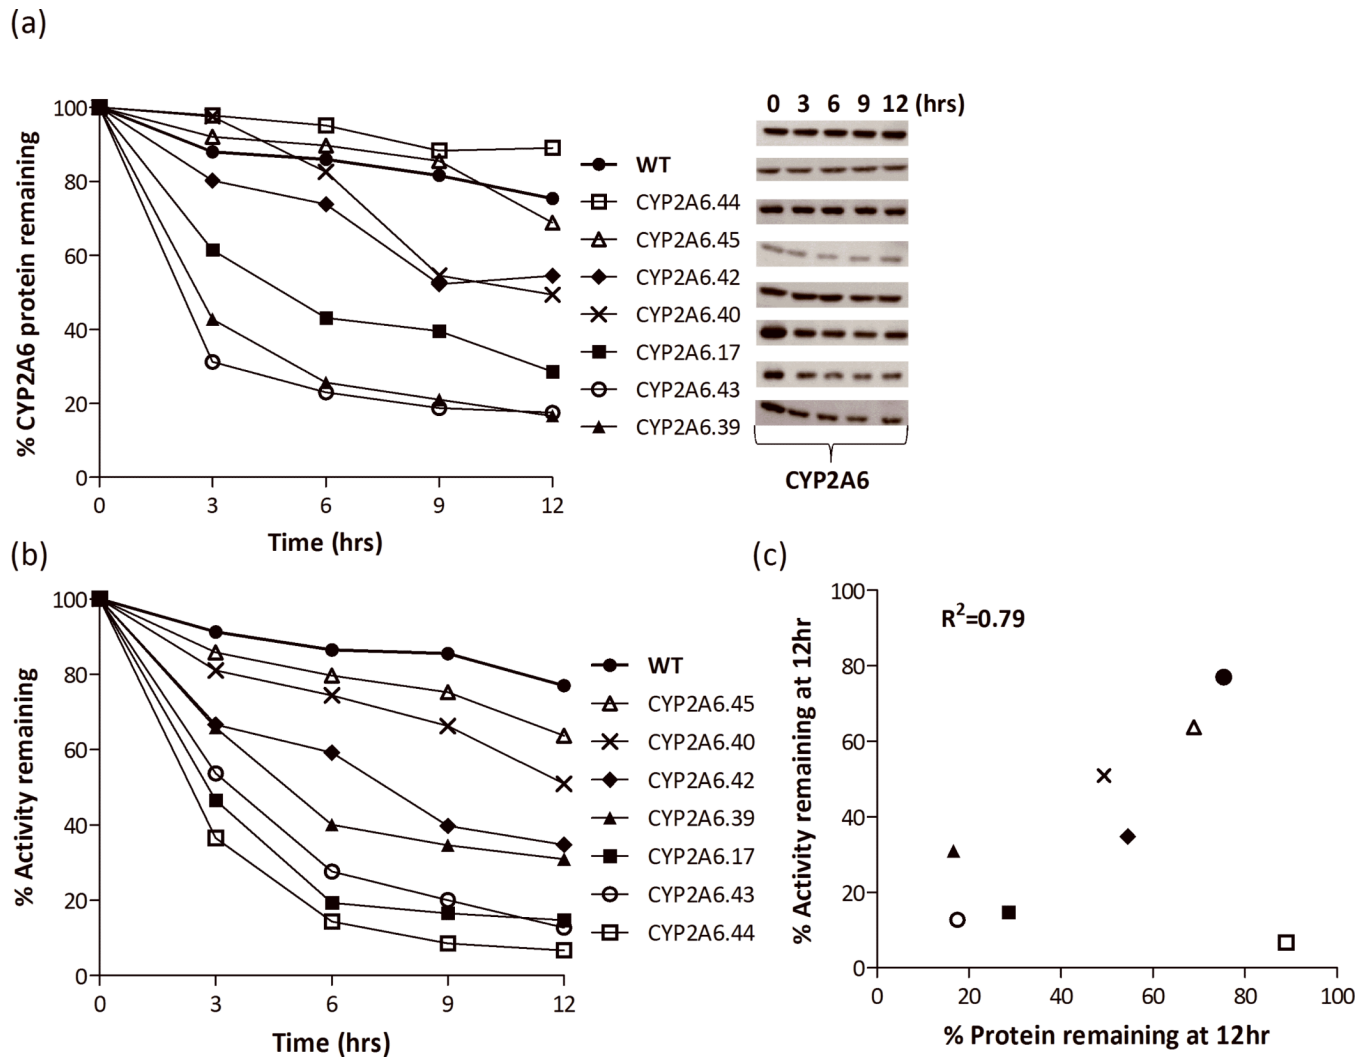 (a)
% CYP2A6 protein remaining
100
80
60
40
20
0
0 3 6 9 12
Time (hrs)
WT
CYP2A6.44
CYP2A6.45
CYP2A6.42
CYP2A6.40
CYP2A6.17
CYP2A6.43
CYP2A6.39
0 3 6 9 12 (hrs)
CYP2A6
(b)
% Activity remaining
100
80
60
40
20
0
0 3 6 9 12
Time (hrs)
WT
CYP2A6.45
CYP2A6.40
CYP2A6.42
CYP2A6.39
CYP2A6.17
CYP2A6.43
CYP2A6.44
(c)
% Activity remaining at 12hr
100
80
60
40
20
0
R²=0.79
0 20 40 60 80 100
% Protein remaining at 12hr